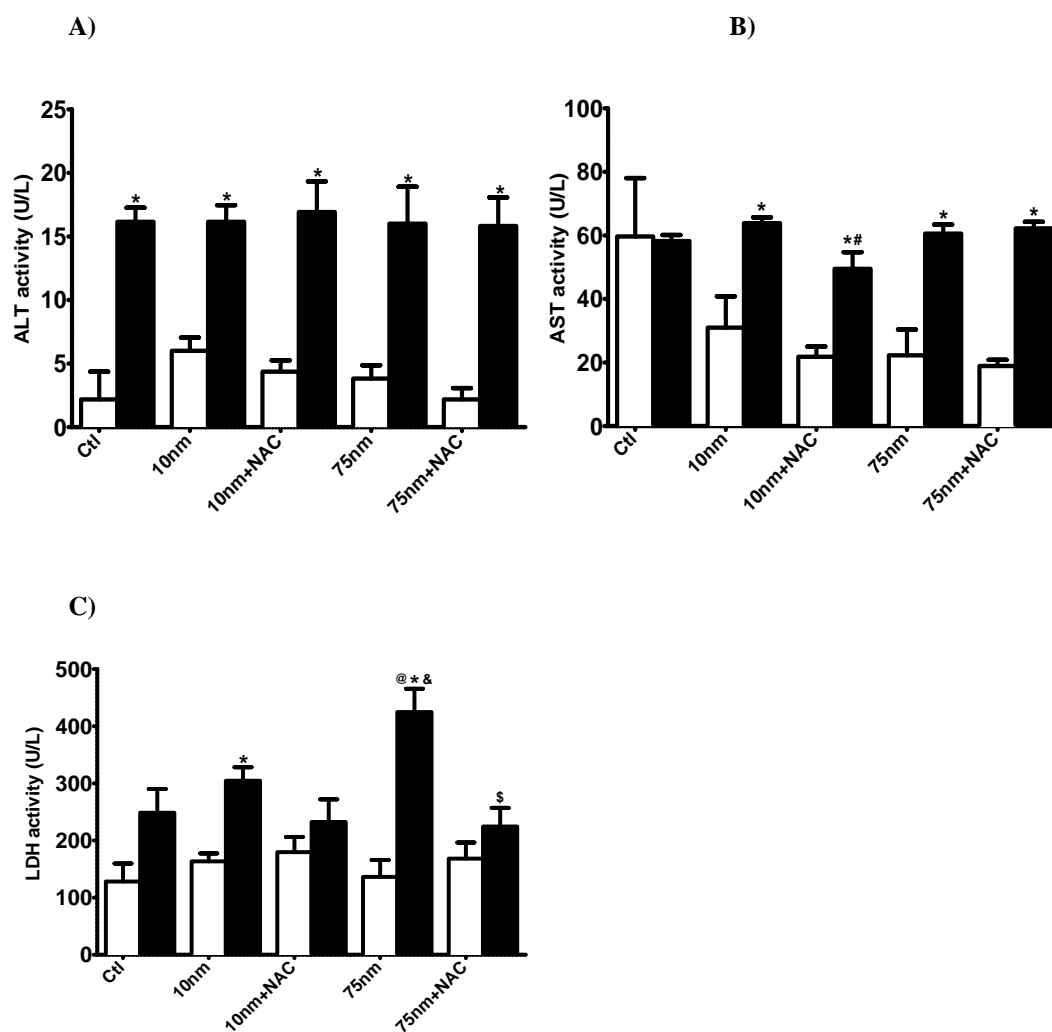 A)
B)
ALT activity (U/L)
25
20
15
10
5
0
* * * * *
Ctl
10nm
10nm+NAC
75nm
75nm+NAC
AST activity (U/L)
100
80
60
40
20
0
* *# * *
Ctl
10nm
10nm+NAC
75nm
75nm+NAC
C)
LDH activity (U/L)
500
400
300
200
100
0
* @ * & $
Ctl
10nm
10nm+NAC
75nm
75nm+NAC